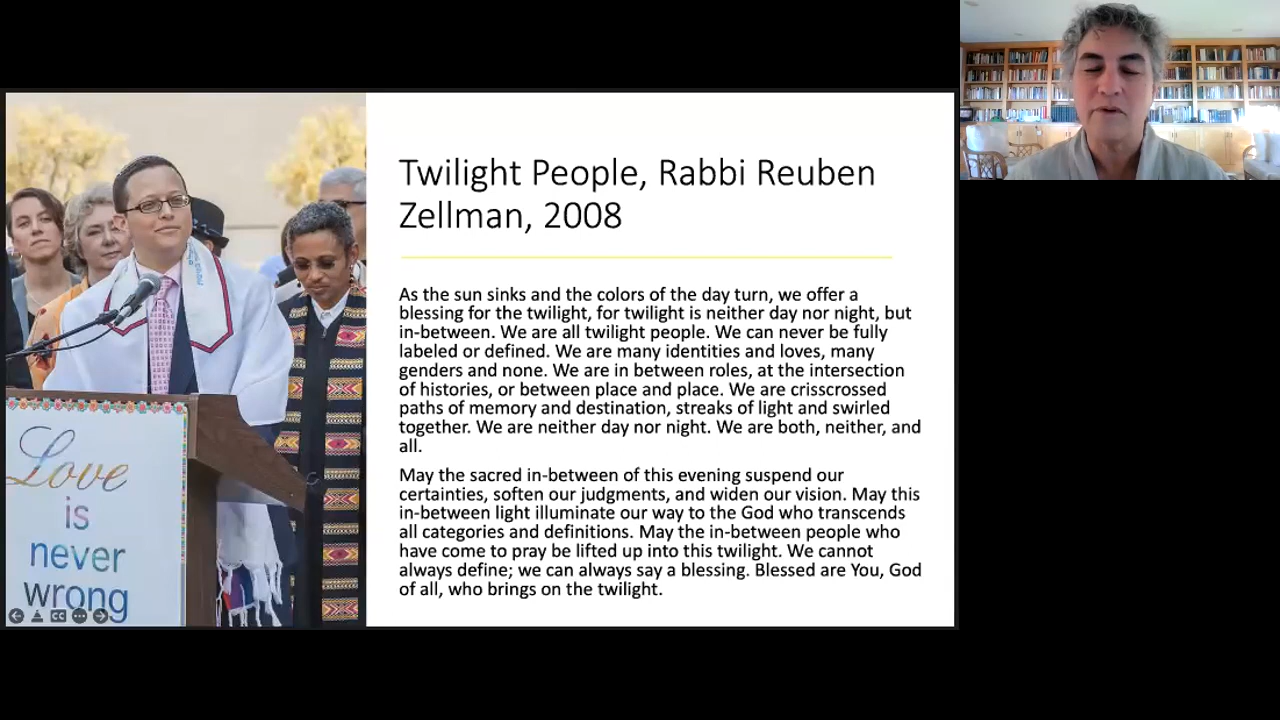 Twilight People, Rabbi Reuben
Zellman, 2008
As the sun sinks and the colors of the day turn, we offer a
blessing for the twilight, for twilight is neither day nor night, but
in-between. We are all twilight people. We can never be fully
labeled or defined. We are many identities and loves, many
genders and none. We are in between roles, at the intersection
of histories, or between place and place. We are crisscrossed
paths of memory and destination, streaks of light and swirled
together. We are neither day nor night. We are both, neither, and
all.
May the sacred in-between of this evening suspend our
certainties, soften our judgments, and widen our vision. May this
in-between light illuminate our way to the God who transcends
all categories and definitions. May the in-between people who
have come to pray be lifted up into this twilight. We cannot
always define; we can always say a blessing. Blessed are You, God
of all, who brings on the twilight.
Love
is
never
wrong
CC